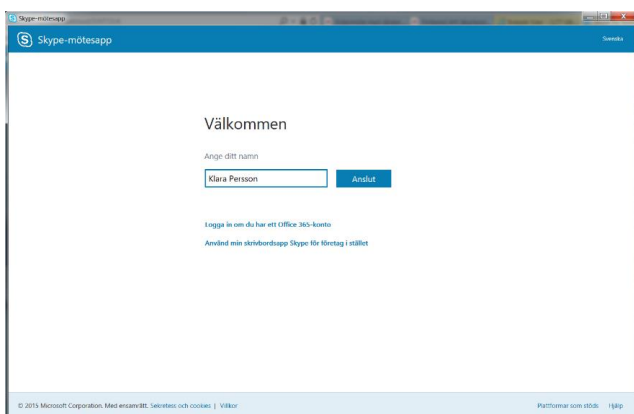 Skype-mötesapp
Skype-mötesapp
Svenska
Välkommen
Ange ditt namn
Klara Persson
Anslut
Logga in om du har ett Office 365-konto
Använd min skrivbordsapp Skype för företag i stället
© 2015 Microsoft Corporation. Med ensamrätt. Sekretess och cookies | Villkor
Plattformar som stöds Hjälp